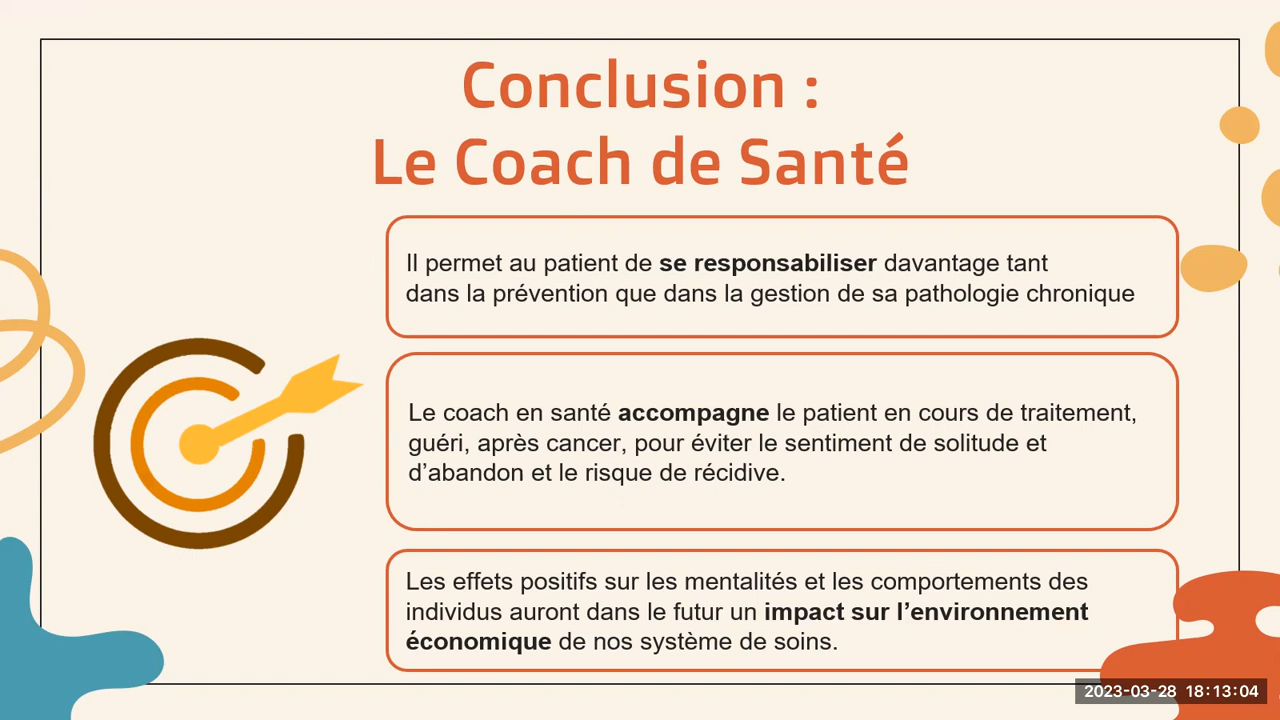 Conclusion :
Le Coach de Santé
Il permet au patient de se responsabiliser davantage tant
dans la prévention que dans la gestion de sa pathologie chronique
Le coach en santé accompagne le patient en cours de traitement,
guéri, après cancer, pour éviter le sentiment de solitude et
d’abandon et le risque de récidive.
Les effets positifs sur les mentalités et les comportements des
individus auront dans le futur un impact sur l’environnement
économique de nos système de soins.
2023-03-28 18:13:04